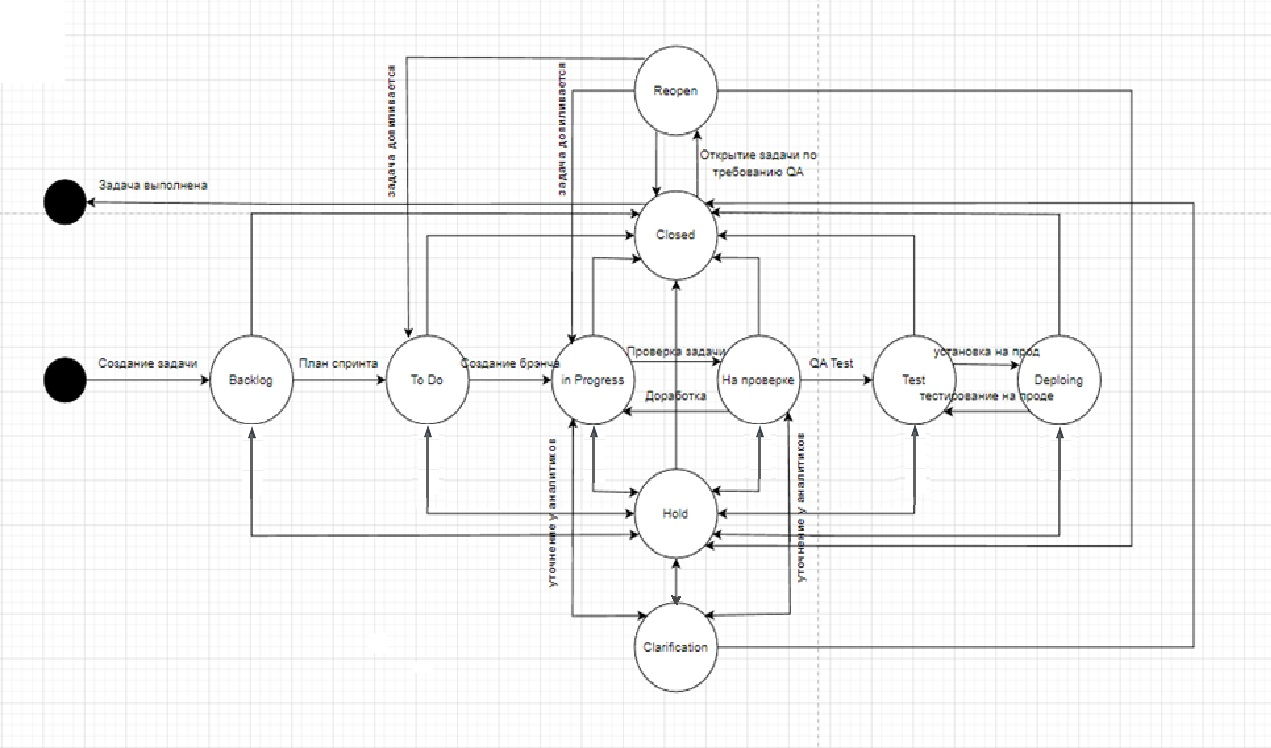 Reopen
задача довиливается
задача довиливается
Открытие задачи по
требованию QA
Задача выполнена
Closed
Создание задачи
Backlog
План спринта
To Do
Создание брэнча
in Progress
Проверка задачи
Доработка
На проверке
QA Test
Test
установка на прод
тестирование на проде
Deploing
уточнение у аналитиков
Hold
уточнение у аналитиков
Clarification